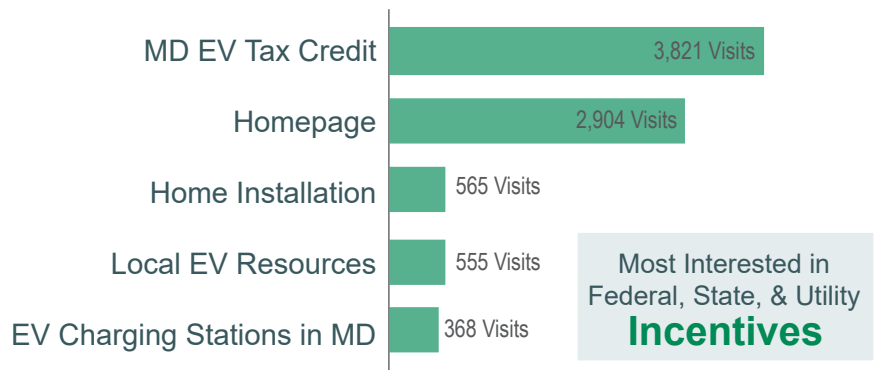 MD EV Tax Credit 3,821 Visits
Homepage 2,904 Visits
Home Installation 565 Visits
Local EV Resources 555 Visits
EV Charging Stations in MD 368 Visits
Most Interested in
Federal, State, & Utility
Incentives